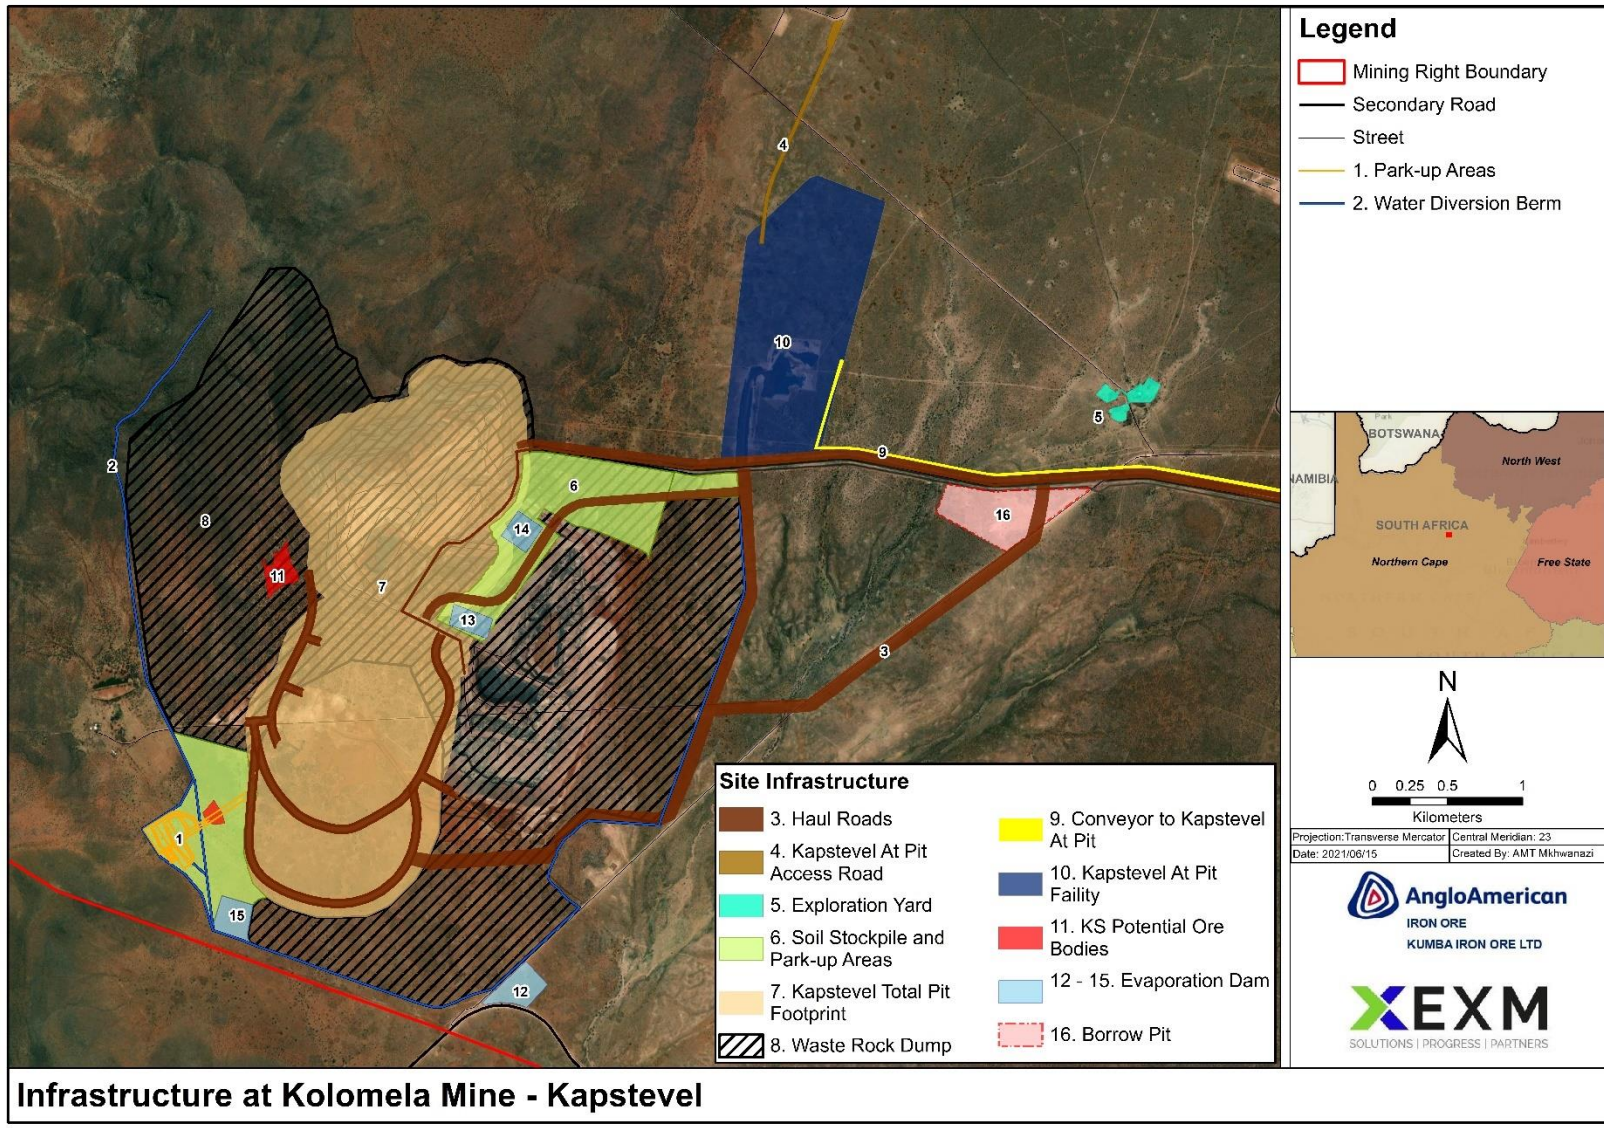 Legend
Mining Right Boundary
Secondary Road
Street
1. Park-up Areas
2. Water Diversion Berm
4
10
5
9
2
6
8
14
16
11
7
13
3
1
15
12
Site Infrastructure
3. Haul Roads
4. Kapstevel At Pit
Access Road
5. Exploration Yard
6. Soil Stockpile and
Park-up Areas
7. Kapstevel Total Pit
Footprint
8. Waste Rock Dump
9. Conveyor to Kapstevel
At Pit
10. Kapstevel At Pit
Faility
11. KS Potential Ore
Bodies
12 - 15. Evaporation Dam
16. Borrow Pit
BOTSWANA
North West
NAMIBIA
SOUTH AFRICA
Northern Cape
Free State
N
0 0.25 0.5 1
Kilometers
Projection:Transverse Mercator Central Meridian: 23
Date: 2021/06/15 Created By: AMT Mkhwanazi
AngloAmerican
IRON ORE
KUMBA IRON ORE LTD
EXM
SOLUTIONS | PROGRESS | PARTNERS
Infrastructure at Kolomela Mine - Kapstevel